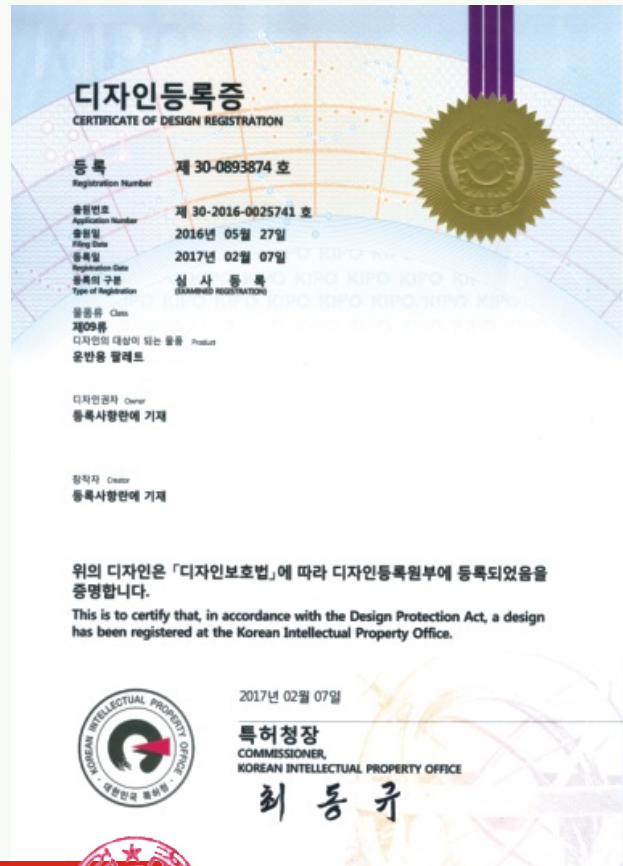 디자인등록증
CERTIFICATE OF DESIGN REGISTRATION
등록 제 30-0893874 호
Registration Number
출원번호 제 30-2016-0025741 호
Application Number
출원일 2016년 05월 27일
Filing Date
등록일 2017년 02월 07일
Registration Date
등록의 구분 심 사 등 록
Type of Registration (EXAMINED REGISTRATION)
물품류 Class
제09류
디자인의 대상이 되는 물품 Product
운반용 팔레트
디자인권자 Owner
등록사항란에 기재
창작자 Creator
등록사항란에 기재
위의 디자인은 「디자인보호법」에 따라 디자인등록원부에 등록되었음을
증명합니다.
This is to certify that, in accordance with the Design Protection Act, a design
has been registered at the Korean Intellectual Property Office.
2017년 02월 07일
특허청장
COMMISSIONER,
KOREAN INTELLECTUAL PROPERTY OFFICE
최 동 규
KOREAN INTELLECTUAL PROPERTY OFFICE
대한민국 특허청